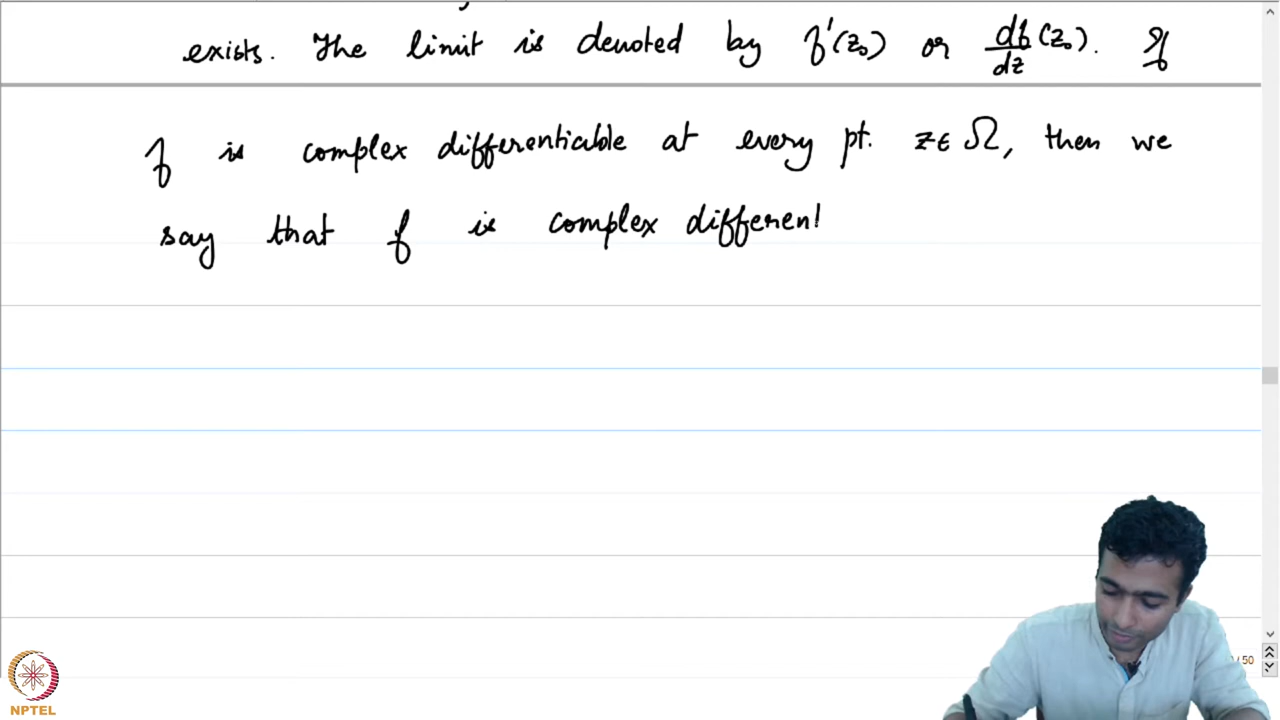 exists. The limit is denoted by f'(z₀) or df/dz (z₀). If
f is complex differentiable at every pt. z ∈ Ω, then we
say that f is complex differen
/ 50
NPTEL